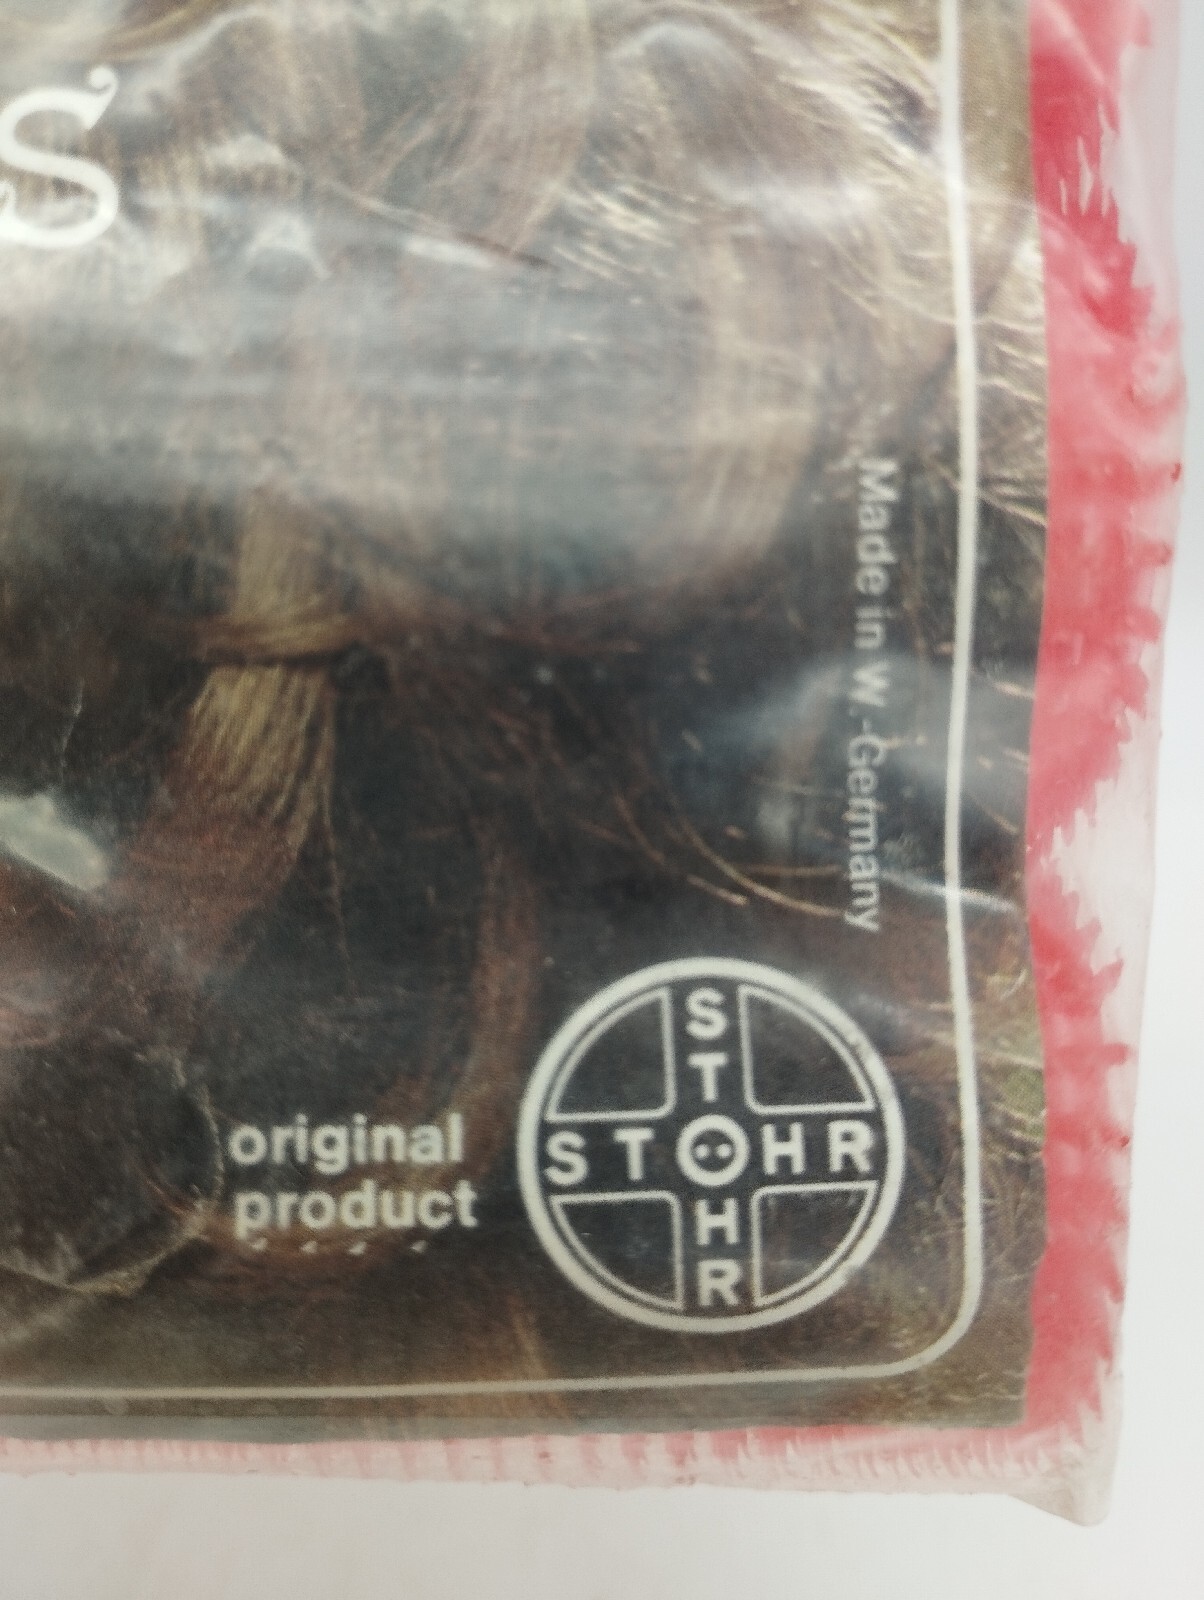 S
Made in W.-Germany
original
product
STOHR
STOHR